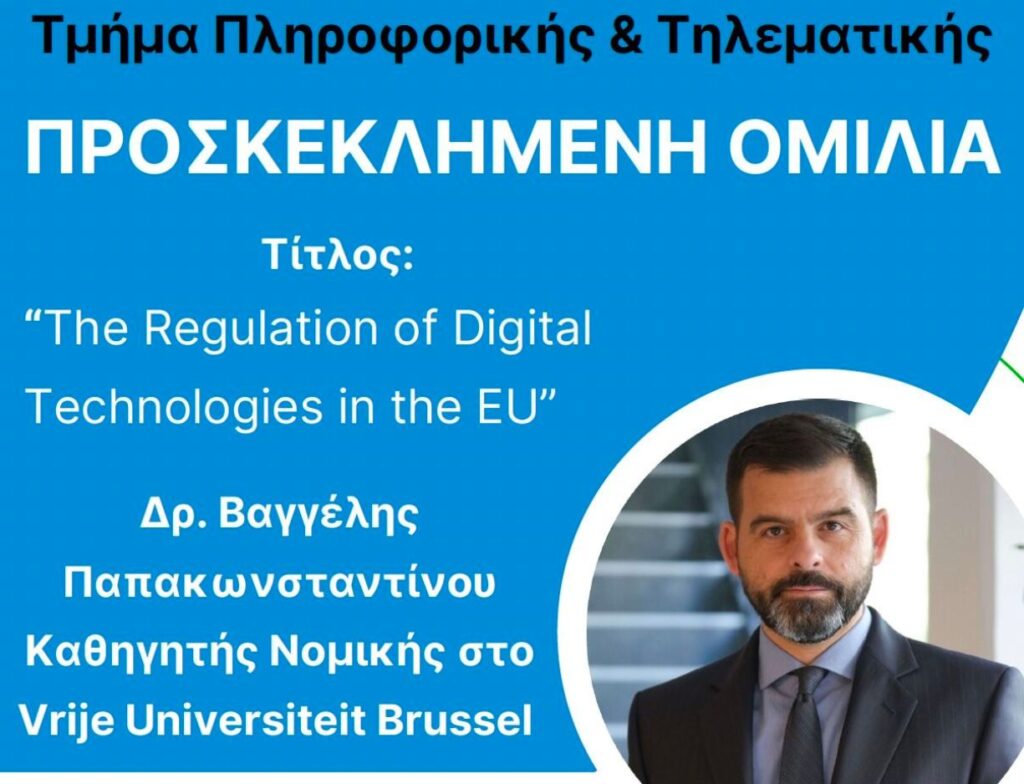 Τμήμα Πληροφορικής & Τηλεματικής
ΠΡΟΣΚΕΚΛΗΜΕΝΗ ΟΜΙΛΙΑ
Τίτλος:
“The Regulation of Digital
Technologies in the EU”
Δρ. Βαγγέλης
Παπακωνσταντίνου
Καθηγητής Νομικής στο
Vrije Universiteit Brussel